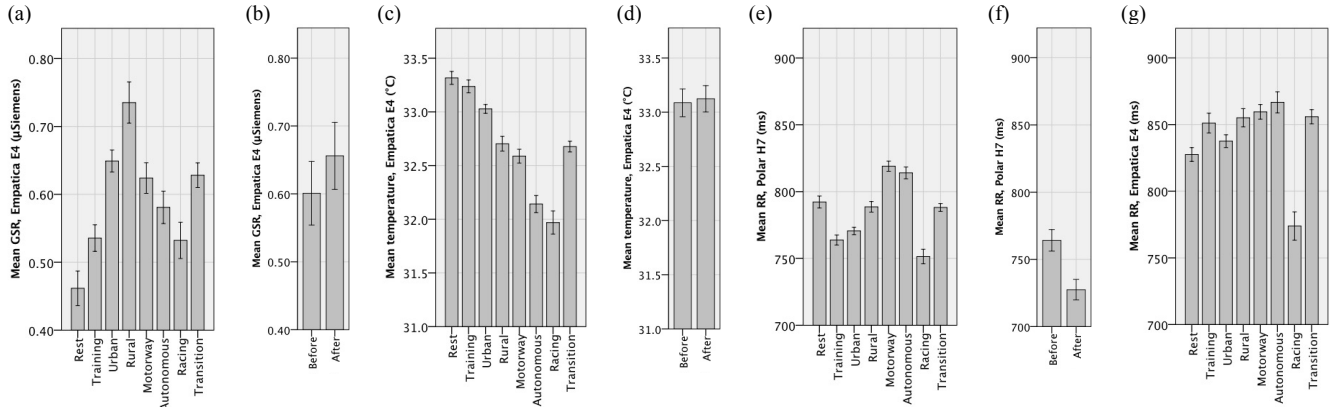 (a)
Mean GSR, Empatica E4 (µSiemens)
0.80
0.70
0.60
0.50
0.40
Rest
Training
Urban
Rural
Motorway
Autonomous
Racing
Transition
(b)
Mean GSR, Empatica E4 (µSiemens)
0.80
0.70
0.60
0.50
0.40
Before
After
(c)
Mean temperature, Empatica E4 (°C)
33.5
33.0
32.5
32.0
31.5
31.0
Rest
Training
Urban
Rural
Motorway
Autonomous
Racing
Transition
(d)
Mean temperature, Empatica E4 (°C)
33.5
33.0
32.5
32.0
31.5
31.0
Before
After
(e)
Mean RR, Polar H7 (ms)
900
850
800
750
700
Rest
Training
Urban
Rural
Motorway
Autonomous
Racing
Transition
(f)
Mean RR, Polar H7 (ms)
900
850
800
750
700
Before
After
(g)
Mean RR, Empatica E4 (ms)
900
850
800
750
700
Rest
Training
Urban
Rural
Motorway
Autonomous
Racing
Transition